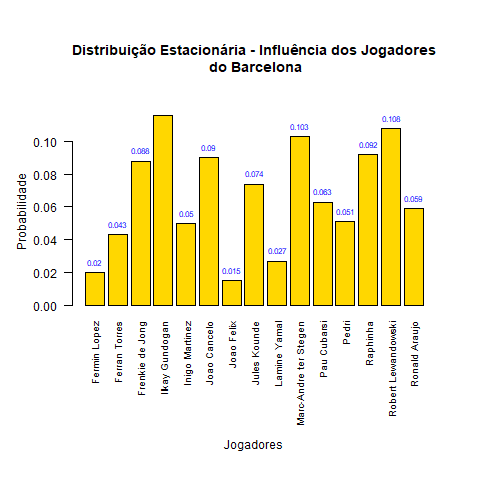 Distribuição Estacionária - Influência dos Jogadores
do Barcelona
Probabilidade
0.10
0.08
0.06
0.04
0.02
0.00
0.02
0.043
0.088
0.05
0.09
0.015
0.074
0.027
0.103
0.063
0.051
0.092
0.108
0.059
Fermin Lopez
Ferran Torres
Frenkie de Jong
Ilkay Gundogan
Inigo Martinez
Joao Cancelo
Joao Felix
Jules Kounde
Lamine Yamal
Marc-Andre ter Stegen
Pau Cubarsi
Pedri
Raphinha
Robert Lewandowski
Ronald Araujo
Jogadores